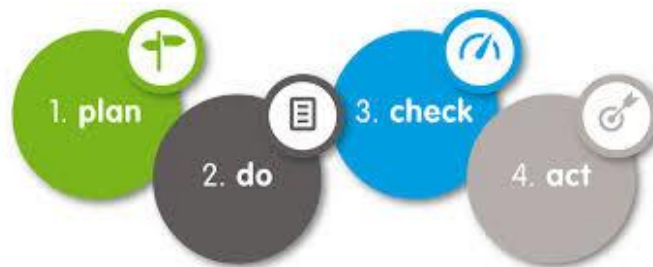 1. plan
2. do
3. check
4. act